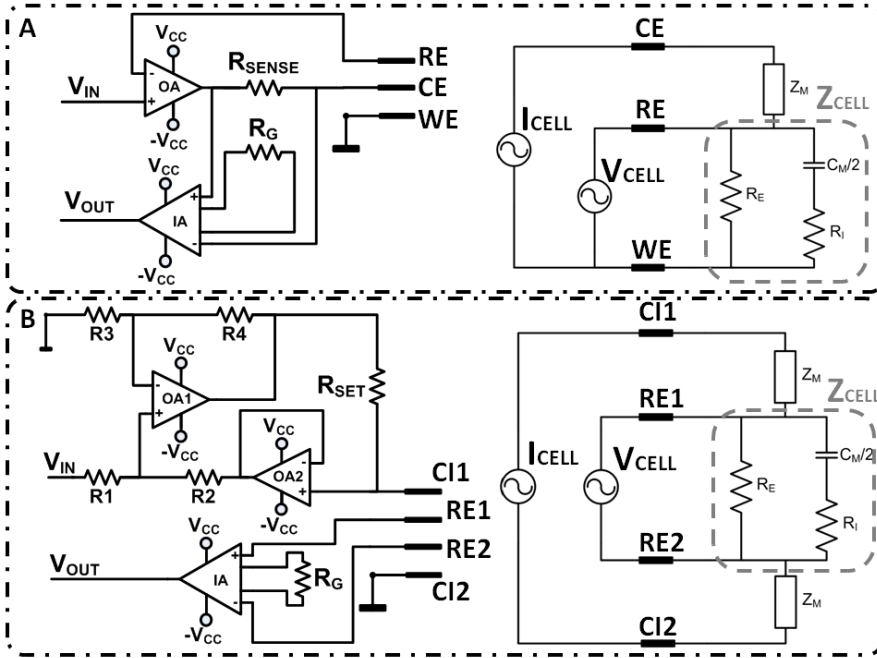 A
VCC
RE
RSENSE
OA
VIN
CE
-VCC
WE
RG
VCC
VOUT
IA
-VCC
CE
ZM
ZCELL
ICELL
RE
VCELL
RE
CM/2
RI
WE
B
R3
R4
VCC
OA1
RSET
-VCC
VCC
VIN
R1
R2
OA2
CI1
-VCC
RE1
VCC
RE2
VOUT
IA
RG
CI2
-VCC
CI1
ZM
ZCELL
RE1
ICELL
VCELL
RE
CM/2
RI
RE2
ZM
CI2